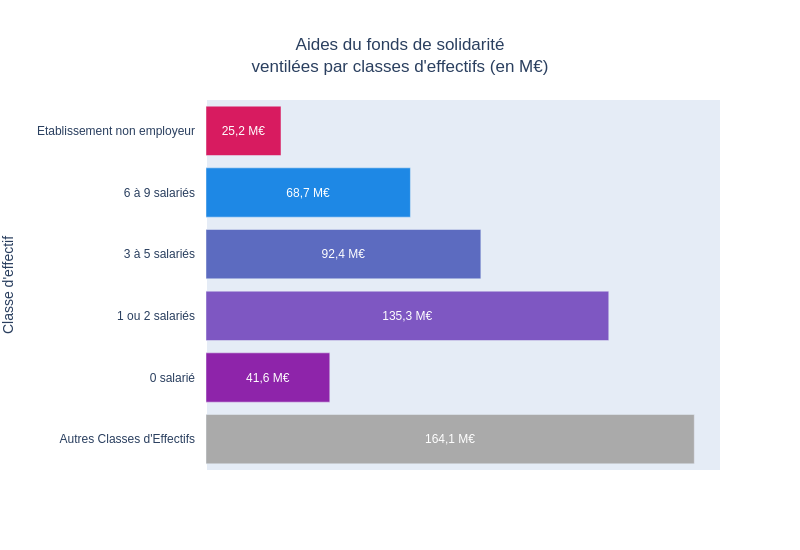 Aides du fonds de solidarité
ventilées par classes d'effectifs (en M€)
Classe d'effectif
Etablissement non employeur
25,2 M€
6 à 9 salariés
68,7 M€
3 à 5 salariés
92,4 M€
1 ou 2 salariés
135,3 M€
0 salarié
41,6 M€
Autres Classes d'Effectifs
164,1 M€